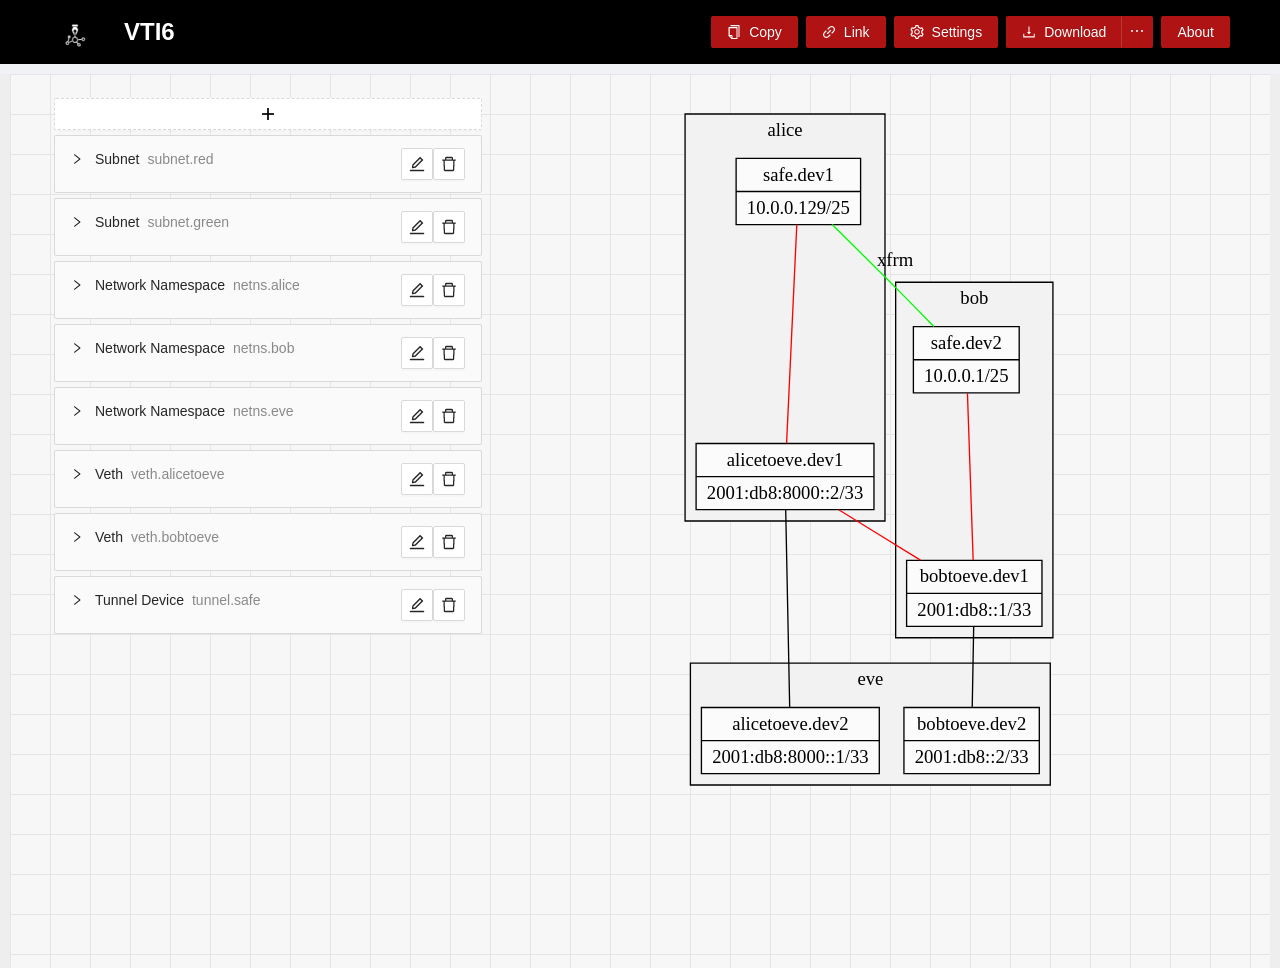 VTI6
Copy
Link
Settings
Download
About
Subnet subnet.red
Subnet subnet.green
Network Namespace netns.alice
Network Namespace netns.bob
Network Namespace netns.eve
Veth veth.alicetoeve
Veth veth.bobtoeve
Tunnel Device tunnel.safe
alice
safe.dev1
10.0.0.129/25
xfrm
bob
safe.dev2
10.0.0.1/25
alicetoeve.dev1
2001:db8:8000::2/33
bobtoeve.dev1
2001:db8::1/33
eve
alicetoeve.dev2
2001:db8:8000::1/33
bobtoeve.dev2
2001:db8::2/33